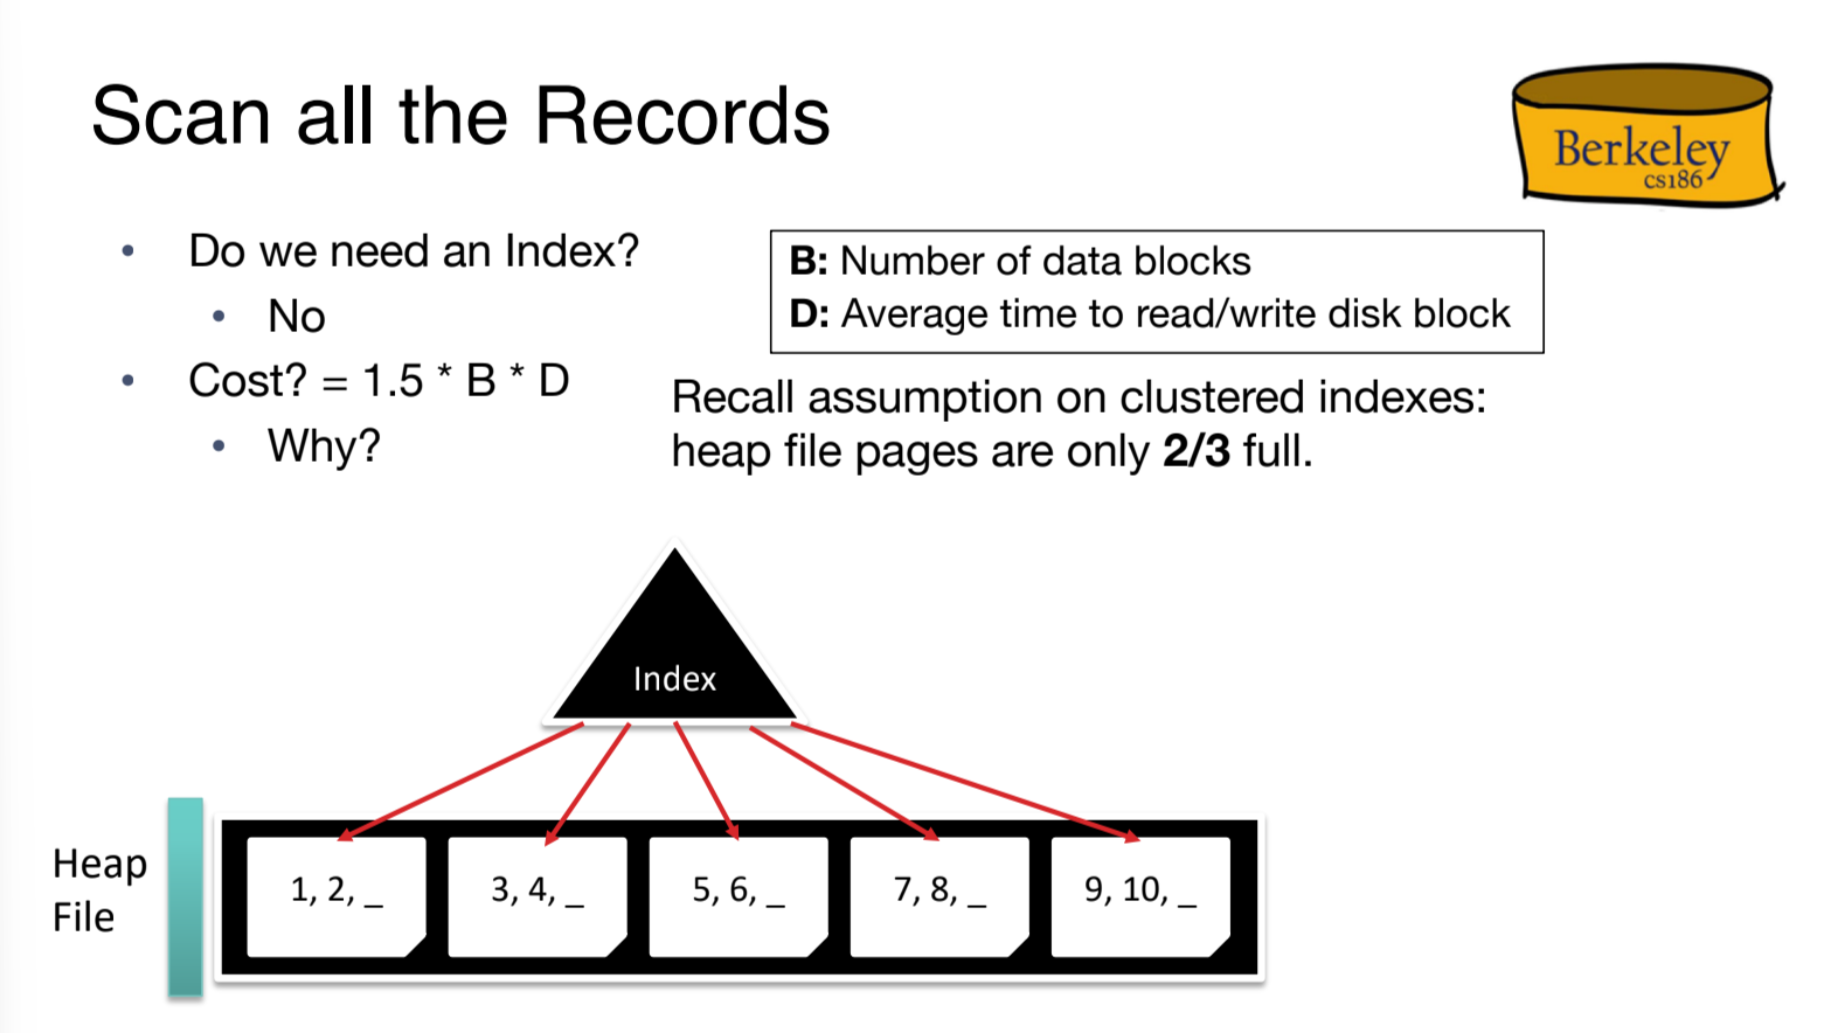 Scan all the Records
Berkeley
cs186
• Do we need an Index?
• No
• Cost? = 1.5 * B * D
• Why?
B: Number of data blocks
D: Average time to read/write disk block
Recall assumption on clustered indexes:
heap file pages are only 2/3 full.
Index
Heap
File
1, 2, _
3, 4, _
5, 6, _
7, 8, _
9, 10, _